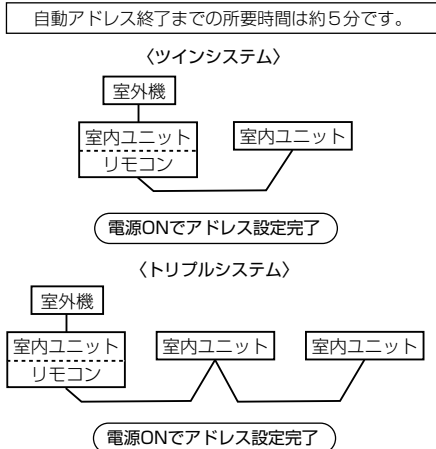 自動アドレス終了までの所要時間は約5分です。
〈ツインシステム〉
室外機
室内ユニット 室内ユニット
リモコン
電源ONでアドレス設定完了
〈トリプルシステム〉
室外機
室内ユニット 室内ユニット 室内ユニット
リモコン
電源ONでアドレス設定完了